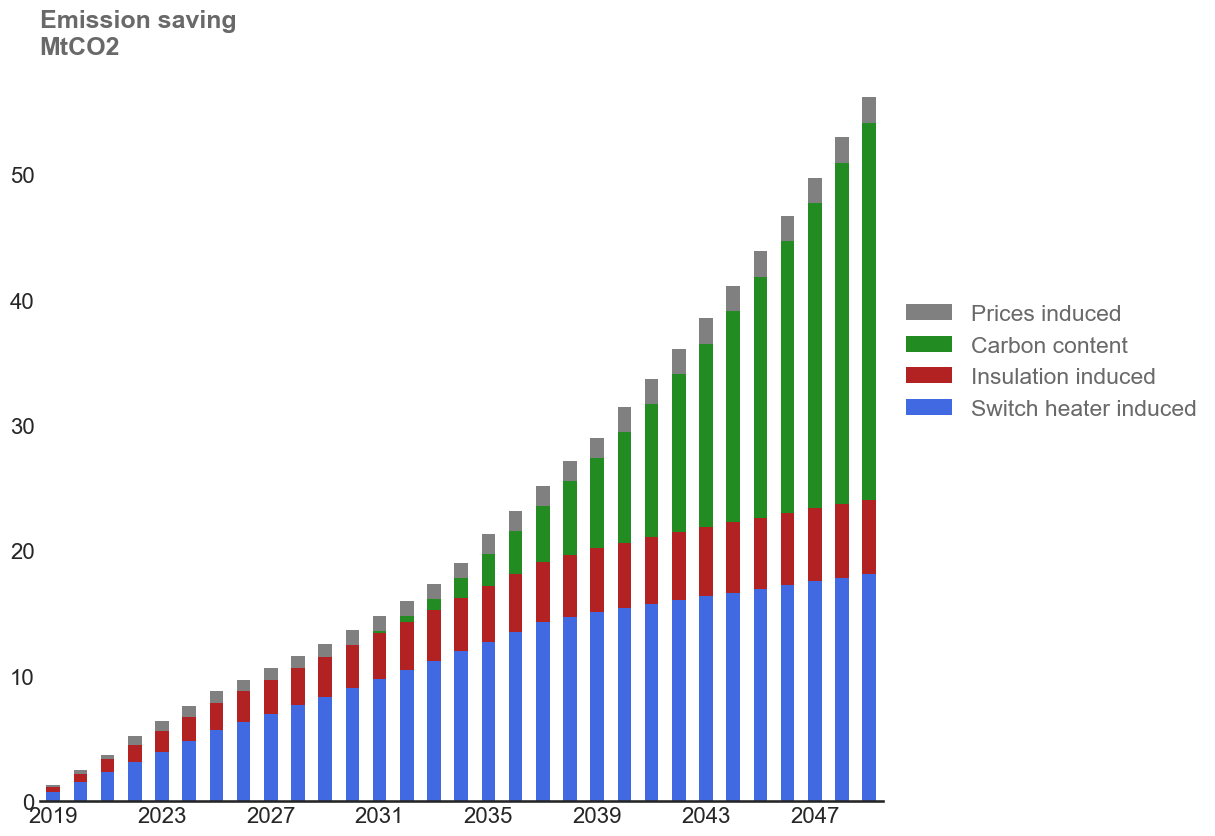 Emission saving
MtCO2
50
40
30
20
10
0
2019 2023 2027 2031 2035 2039 2043 2047
Prices induced
Carbon content
Insulation induced
Switch heater induced